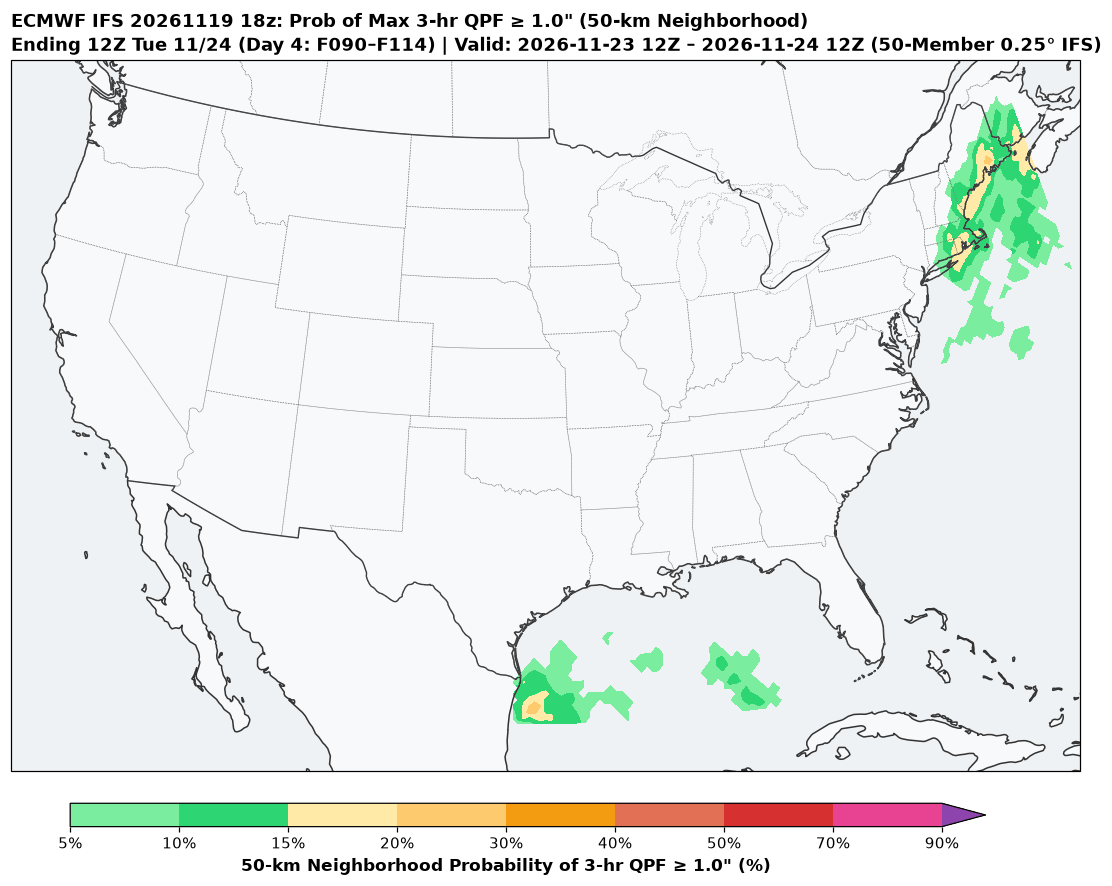 ECMWF IFS 20261119 18z: Prob of Max 3-hr QPF ≥ 1.0" (50-km Neighborhood)
Ending 12Z Tue 11/24 (Day 4: F090–F114) | Valid: 2026-11-23 12Z – 2026-11-24 12Z (50-Member 0.25° IFS)
5% 10% 15% 20% 30% 40% 50% 70% 90%
50-km Neighborhood Probability of 3-hr QPF ≥ 1.0" (%)